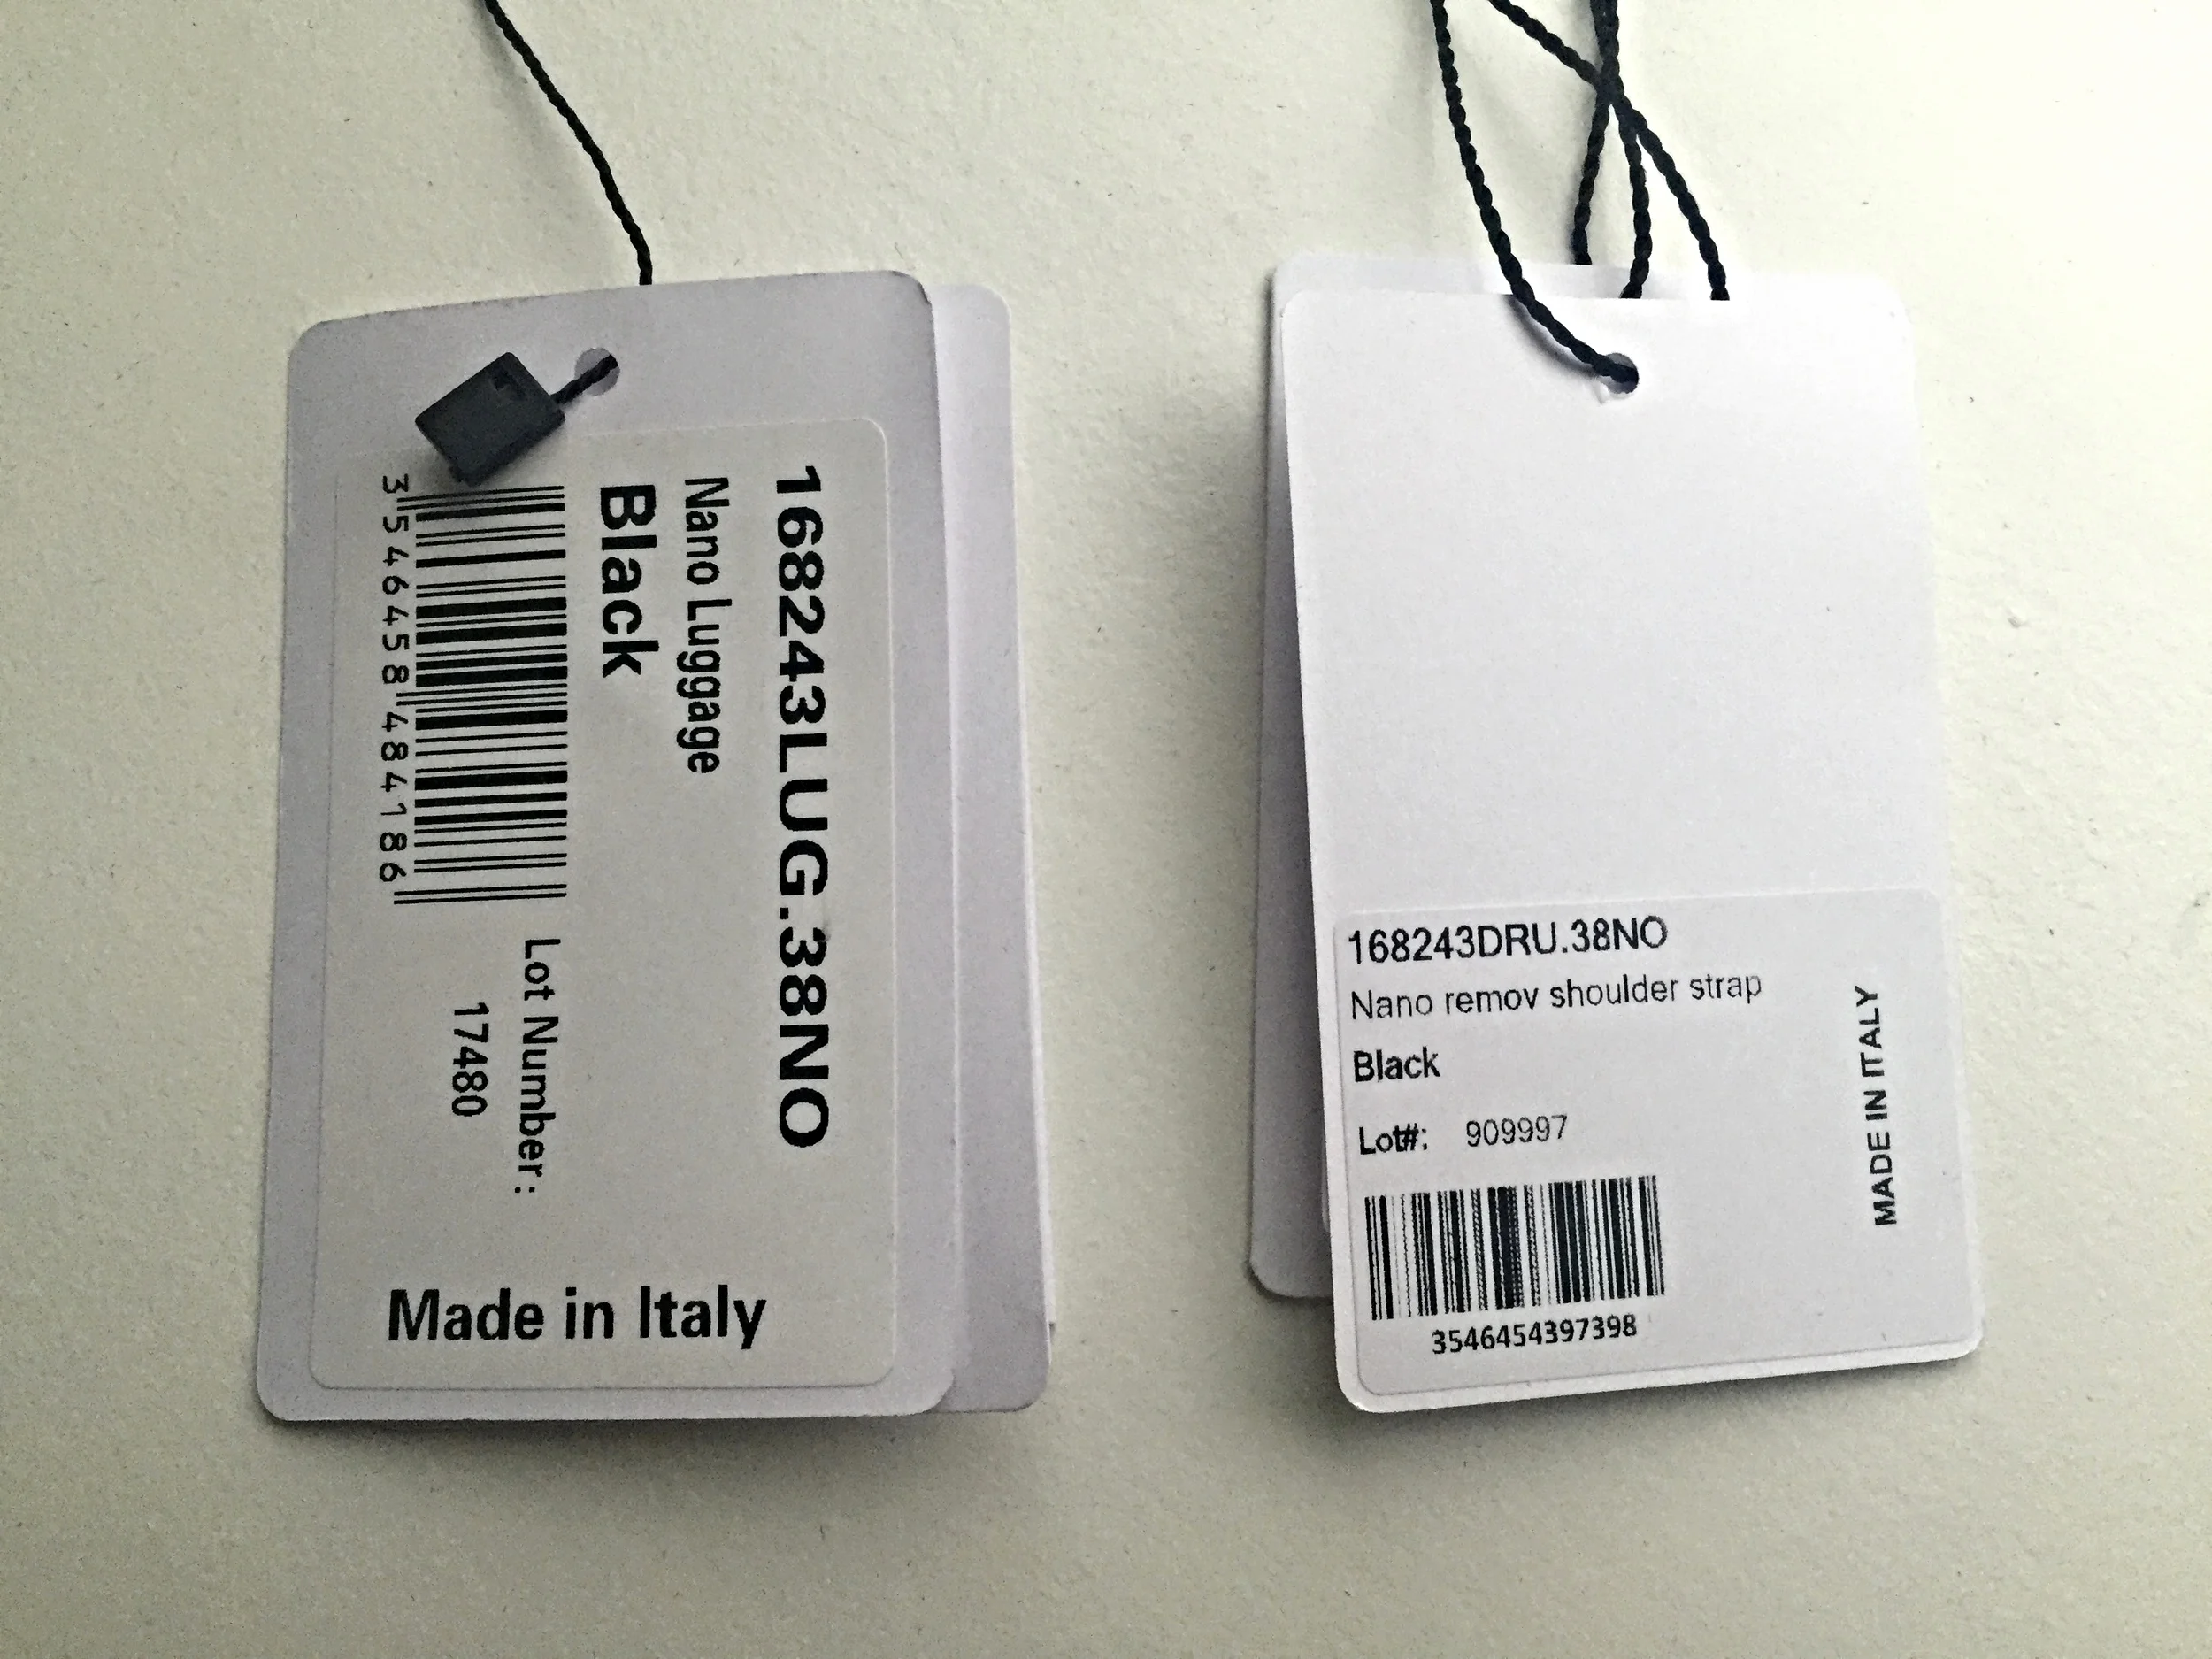 168243LUG.38NO
Nano Luggage
Black
3546458484186
Lot Number:
17480
Made in Italy
168243DRU.38NO
Nano remov shoulder strap
Black
Lot#: 909997
3546454397398
MADE IN ITALY